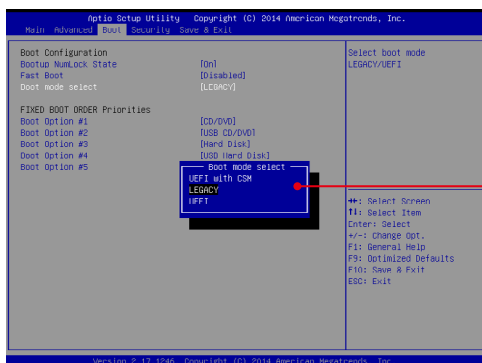 Aptio Setup Utility Copyright (C) 2014 American Megatrends, Inc.
Main Advanced Boot Security Save & Exit
Boot Configuration
Bootup NumLock State [On]
Fast Boot [Disabled]
Boot mode select [LEGACY]
FIXED BOOT ORDER Priorities
Boot Option #1 [CD/DVD]
Boot Option #2 [USB CD/DVD]
Boot Option #3 [Hard Disk]
Boot Option #4 [USB Hard Disk]
Boot Option #5
Boot mode select
UEFI with CSM
LEGACY
UEFI
Select boot mode
LEGACY/UEFI
↔: Select Screen
↑↓: Select Item
Enter: Select
+/-: Change Opt.
F1: General Help
F9: Optimized Defaults
F10: Save & Exit
ESC: Exit
Version 2.17.1246. Copyright (C) 2014 American Megatrends, Inc.